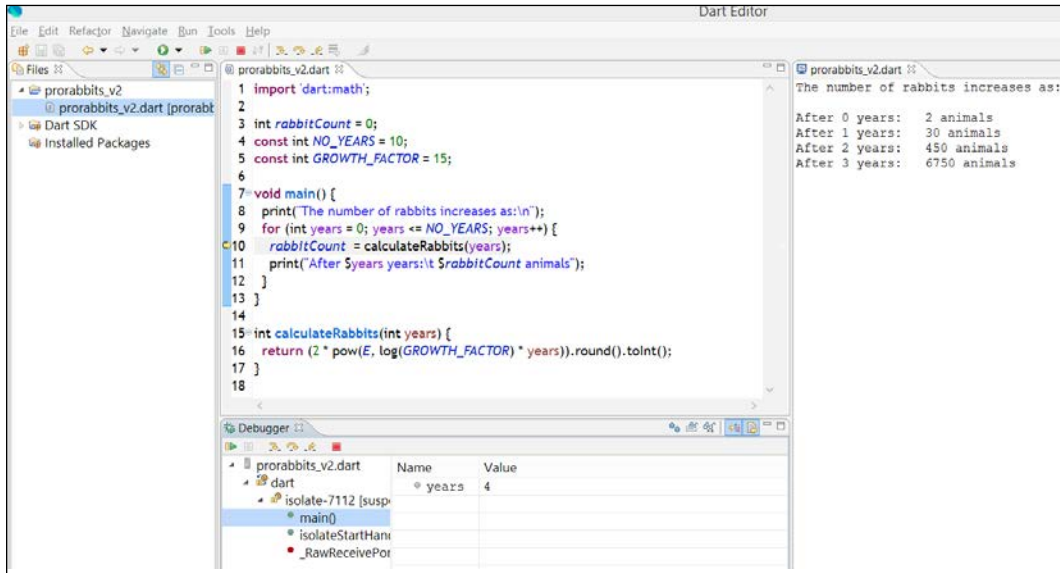 Dart Editor
File Edit Refactor Navigate Run Tools Help
Files
prorabbits_v2
prorabbits_v2.dart [prorabb
Dart SDK
Installed Packages
prorabbits_v2.dart
1 import 'dart:math';
2
3 int rabbitCount = 0;
4 const int NO_YEARS = 10;
5 const int GROWTH_FACTOR = 15;
6
7 void main() {
8 print("The number of rabbits increases as:\n");
9 for (int years = 0; years <= NO_YEARS; years++) {
10 rabbitCount = calculateRabbits(years);
11 print("After $years years:\t $rabbitCount animals");
12 }
13 }
14
15 int calculateRabbits(int years) {
16 return (2 * pow(E, log(GROWTH_FACTOR) * years)).round().toInt();
17 }
18
prorabbits_v2.dart
The number of rabbits increases as:
After 0 years: 2 animals
After 1 years: 30 animals
After 2 years: 450 animals
After 3 years: 6750 animals
Debugger
prorabbits_v2.dart
dart
isolate-7112 [susp
main()
isolateStartHan
_RawReceivePor
Name Value
years 4